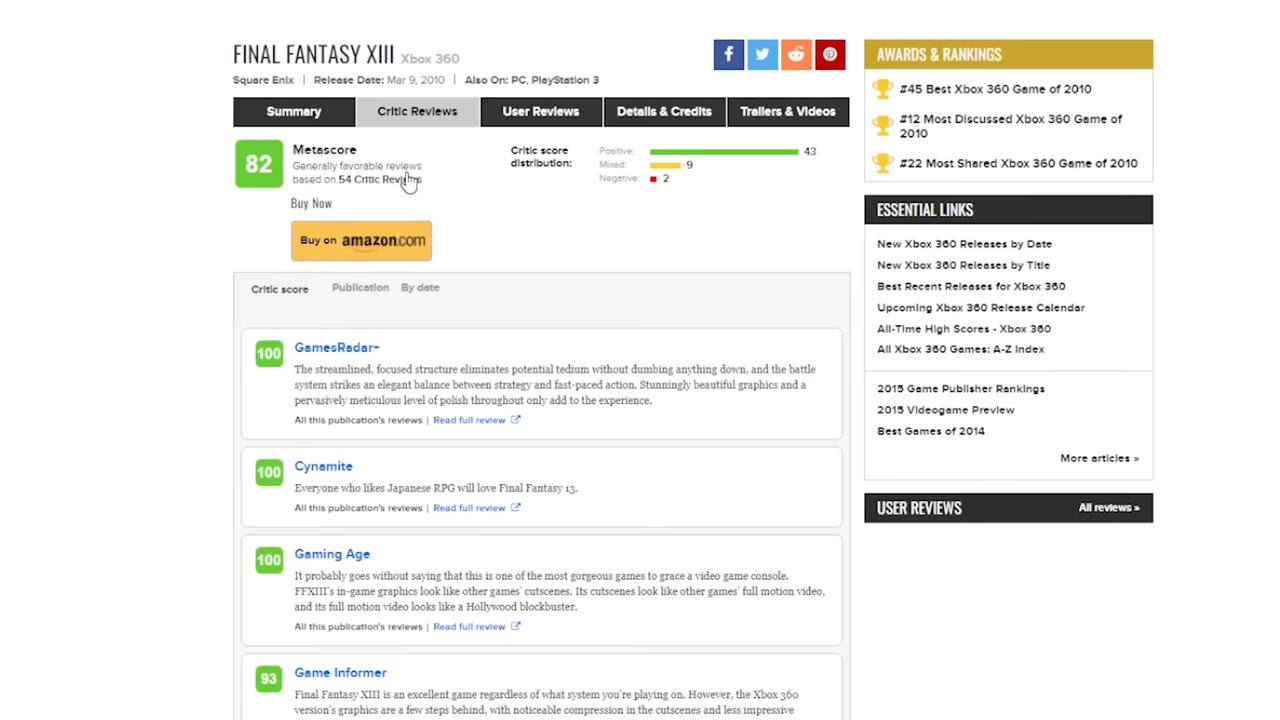 FINAL FANTASY XIII Xbox 360
Square Enix | Release Date: Mar 9, 2010 | Also On: PC, PlayStation 3
Summary
Critic Reviews
User Reviews
Details & Credits
Trailers & Videos
82
Metascore
Generally favorable reviews
based on 54 Critic Reviews
Critic score
distribution:
Positive: 43
Mixed: 9
Negative: 2
Buy Now
Buy on amazon.com
Critic score
Publication
By date
100
GamesRadar+
The streamlined, focused structure eliminates potential tedium without dumbing anything down, and the battle
system strikes an elegant balance between strategy and fast-paced action. Stunningly beautiful graphics and a
pervasively meticulous level of polish throughout only add to the experience.
All this publication's reviews | Read full review
100
Cynamite
Everyone who likes Japanese RPG will love Final Fantasy 13.
All this publication's reviews | Read full review
100
Gaming Age
It probably goes without saying that this is one of the most gorgeous games to grace a video game console.
FFXIII's in-game graphics look like other games' cutscenes. Its cutscenes look like other games' full motion video,
and its full motion video looks like a Hollywood blockbuster.
All this publication's reviews | Read full review
93
Game Informer
Final Fantasy XIII is an excellent game regardless of what system you're playing on. However, the Xbox 360
version's graphics are a few steps behind, with noticeable compression in the cutscenes and less impressive
AWARDS & RANKINGS
#45 Best Xbox 360 Game of 2010
#12 Most Discussed Xbox 360 Game of
2010
#22 Most Shared Xbox 360 Game of 2010
ESSENTIAL LINKS
New Xbox 360 Releases by Date
New Xbox 360 Releases by Title
Best Recent Releases for Xbox 360
Upcoming Xbox 360 Release Calendar
All-Time High Scores - Xbox 360
All Xbox 360 Games: A-Z Index
2015 Game Publisher Rankings
2015 Videogame Preview
Best Games of 2014
More articles »
USER REVIEWS
All reviews »